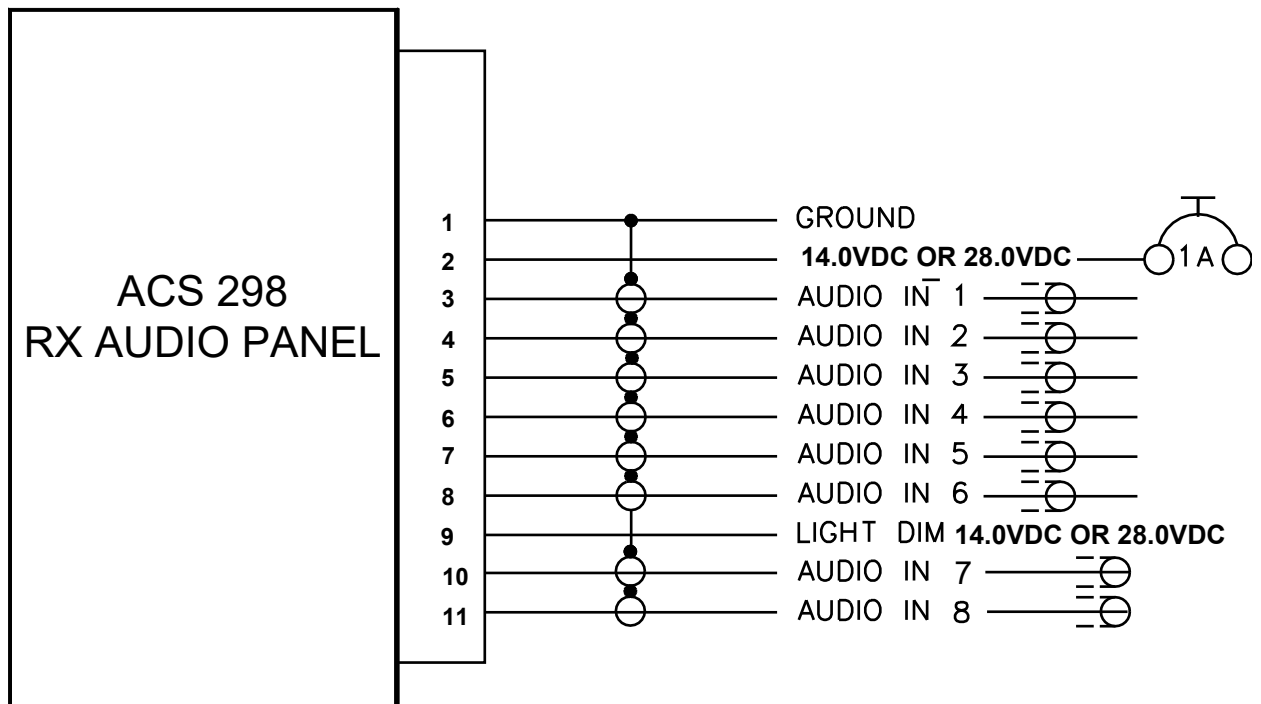 ACS 298
RX AUDIO PANEL
1 GROUND
2 14.0VDC OR 28.0VDC 1A
3 AUDIO IN 1
4 AUDIO IN 2
5 AUDIO IN 3
6 AUDIO IN 4
7 AUDIO IN 5
8 AUDIO IN 6
9 LIGHT DIM 14.0VDC OR 28.0VDC
10 AUDIO IN 7
11 AUDIO IN 8